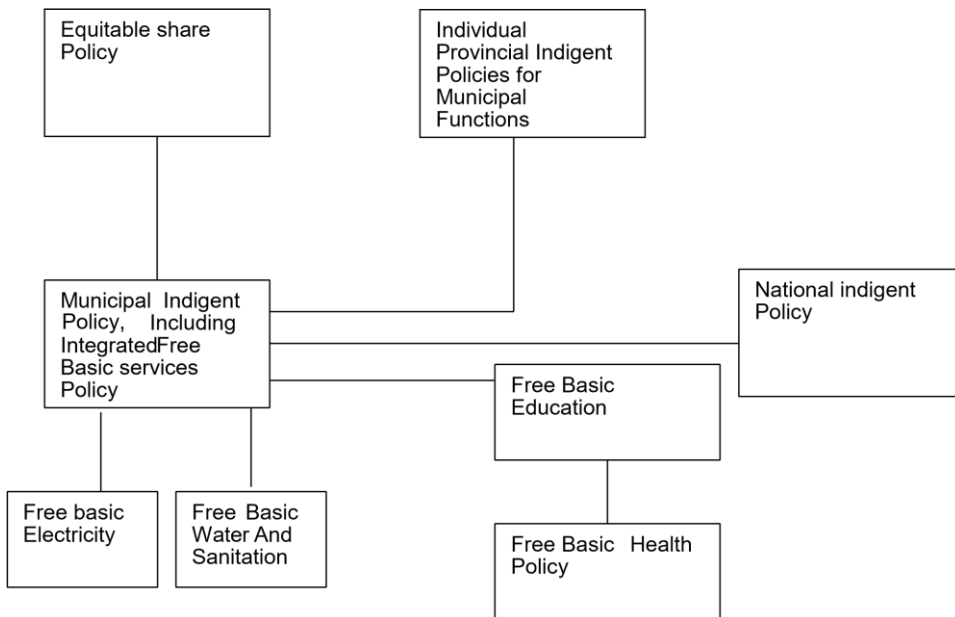 Equitable share
Policy
Individual
Provincial Indigent
Policies for
Municipal
Functions
Municipal Indigent
Policy, Including
IntegratedFree
Basic services
Policy
National indigent
Policy
Free Basic
Education
Free basic
Electricity
Free Basic
Water And
Sanitation
Free Basic Health
Policy